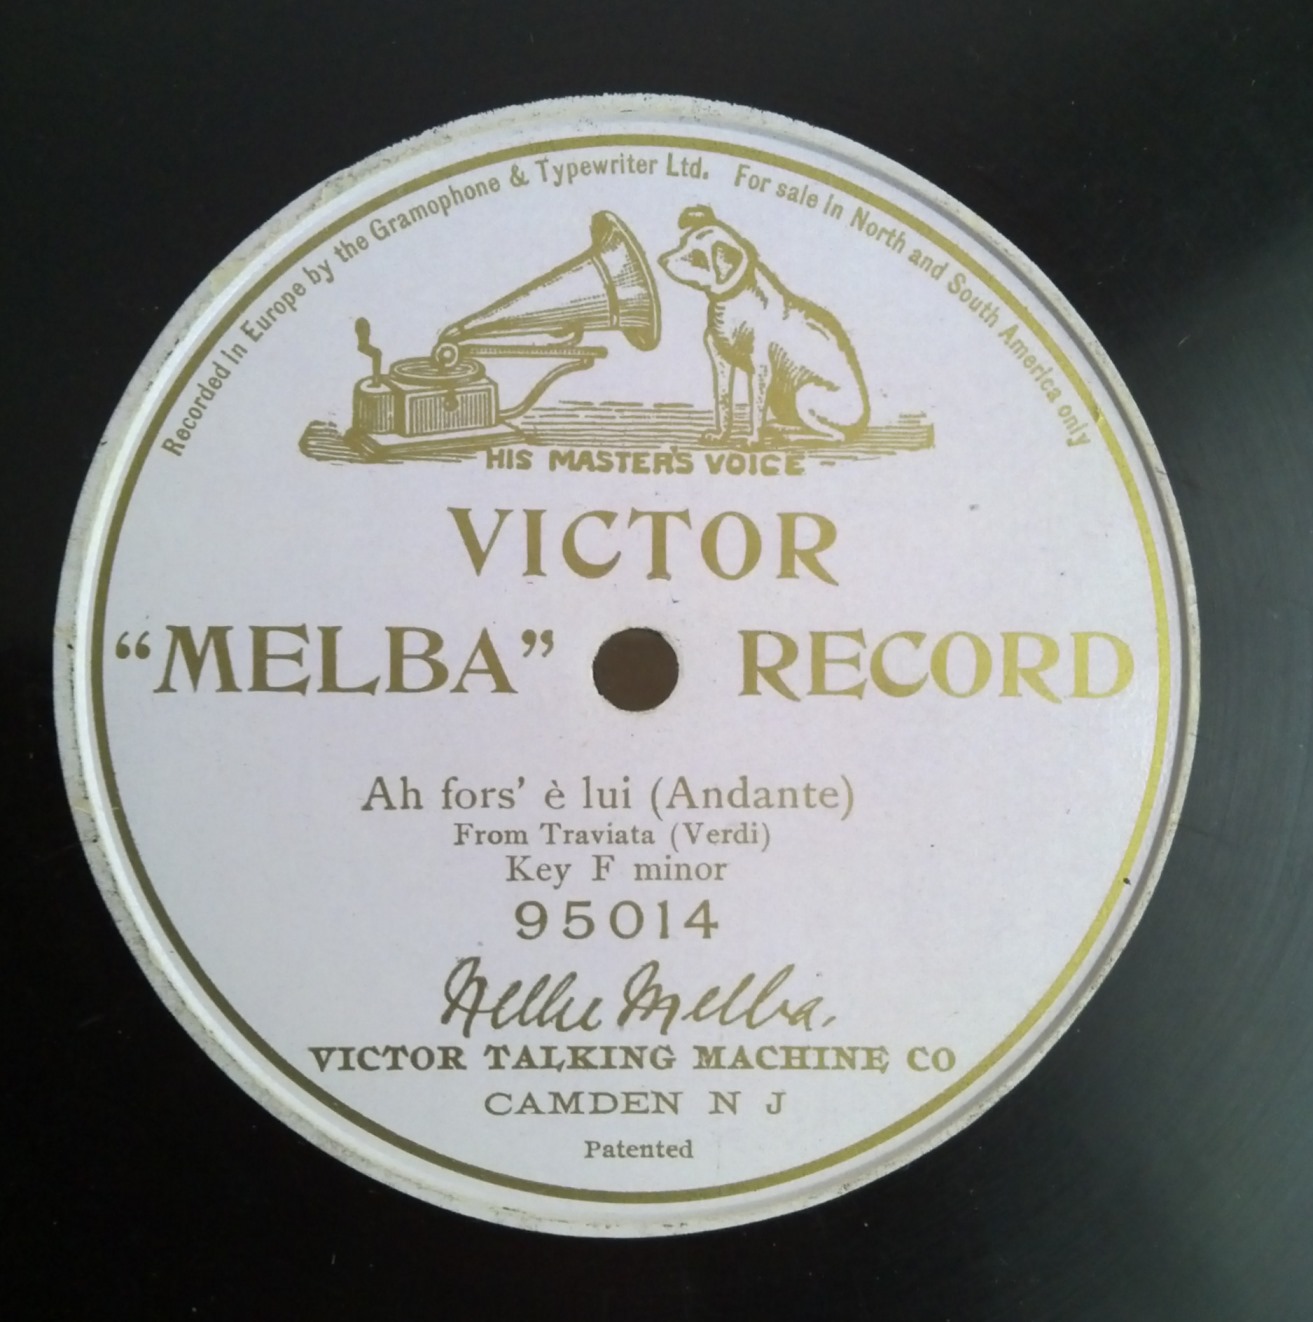 Recorded in Europe by the Gramophone & Typewriter Ltd. For sale in North and South America only
HIS MASTER'S VOICE
VICTOR
“MELBA” RECORD
Ah fors’ è lui (Andante)
From Traviata (Verdi)
Key F minor
95014
Nellie Melba.
VICTOR TALKING MACHINE CO
CAMDEN N J
Patented